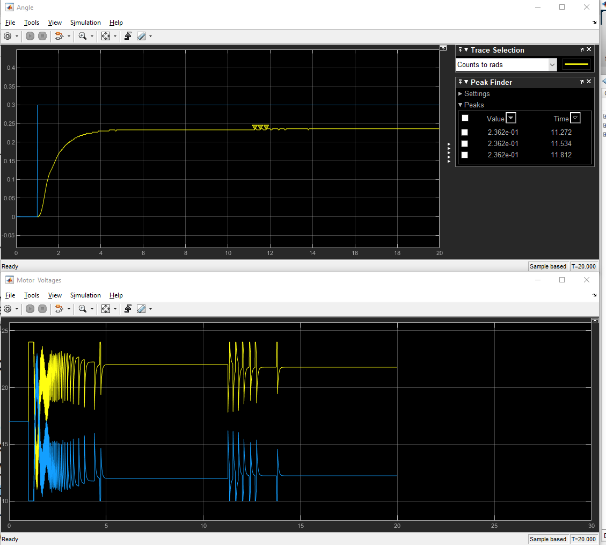 Angle
File Tools View Simulation Help
Trace Selection
Counts to rads
Peak Finder
Settings
Peaks
Value Time
2.362e-01 11.272
2.362e-01 11.534
2.362e-01 11.812
0.4
0.35
0.3
0.25
0.2
0.15
0.1
0.05
0
-0.05
0 2 4 6 8 10 12 14 16 18 20
Ready Sample based T=20.000
Motor Voltages
File Tools View Simulation Help
25
20
15
10
0 5 10 15 20 25 30
Ready Sample based T=20.000